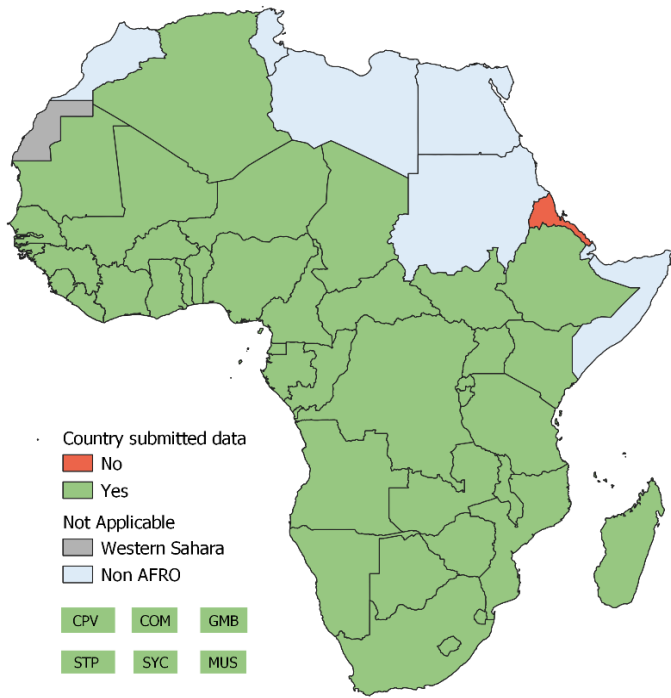 Country submitted data
No
Yes
Not Applicable
Western Sahara
Non AFRO
CPV COM GMB
STP SYC MUS